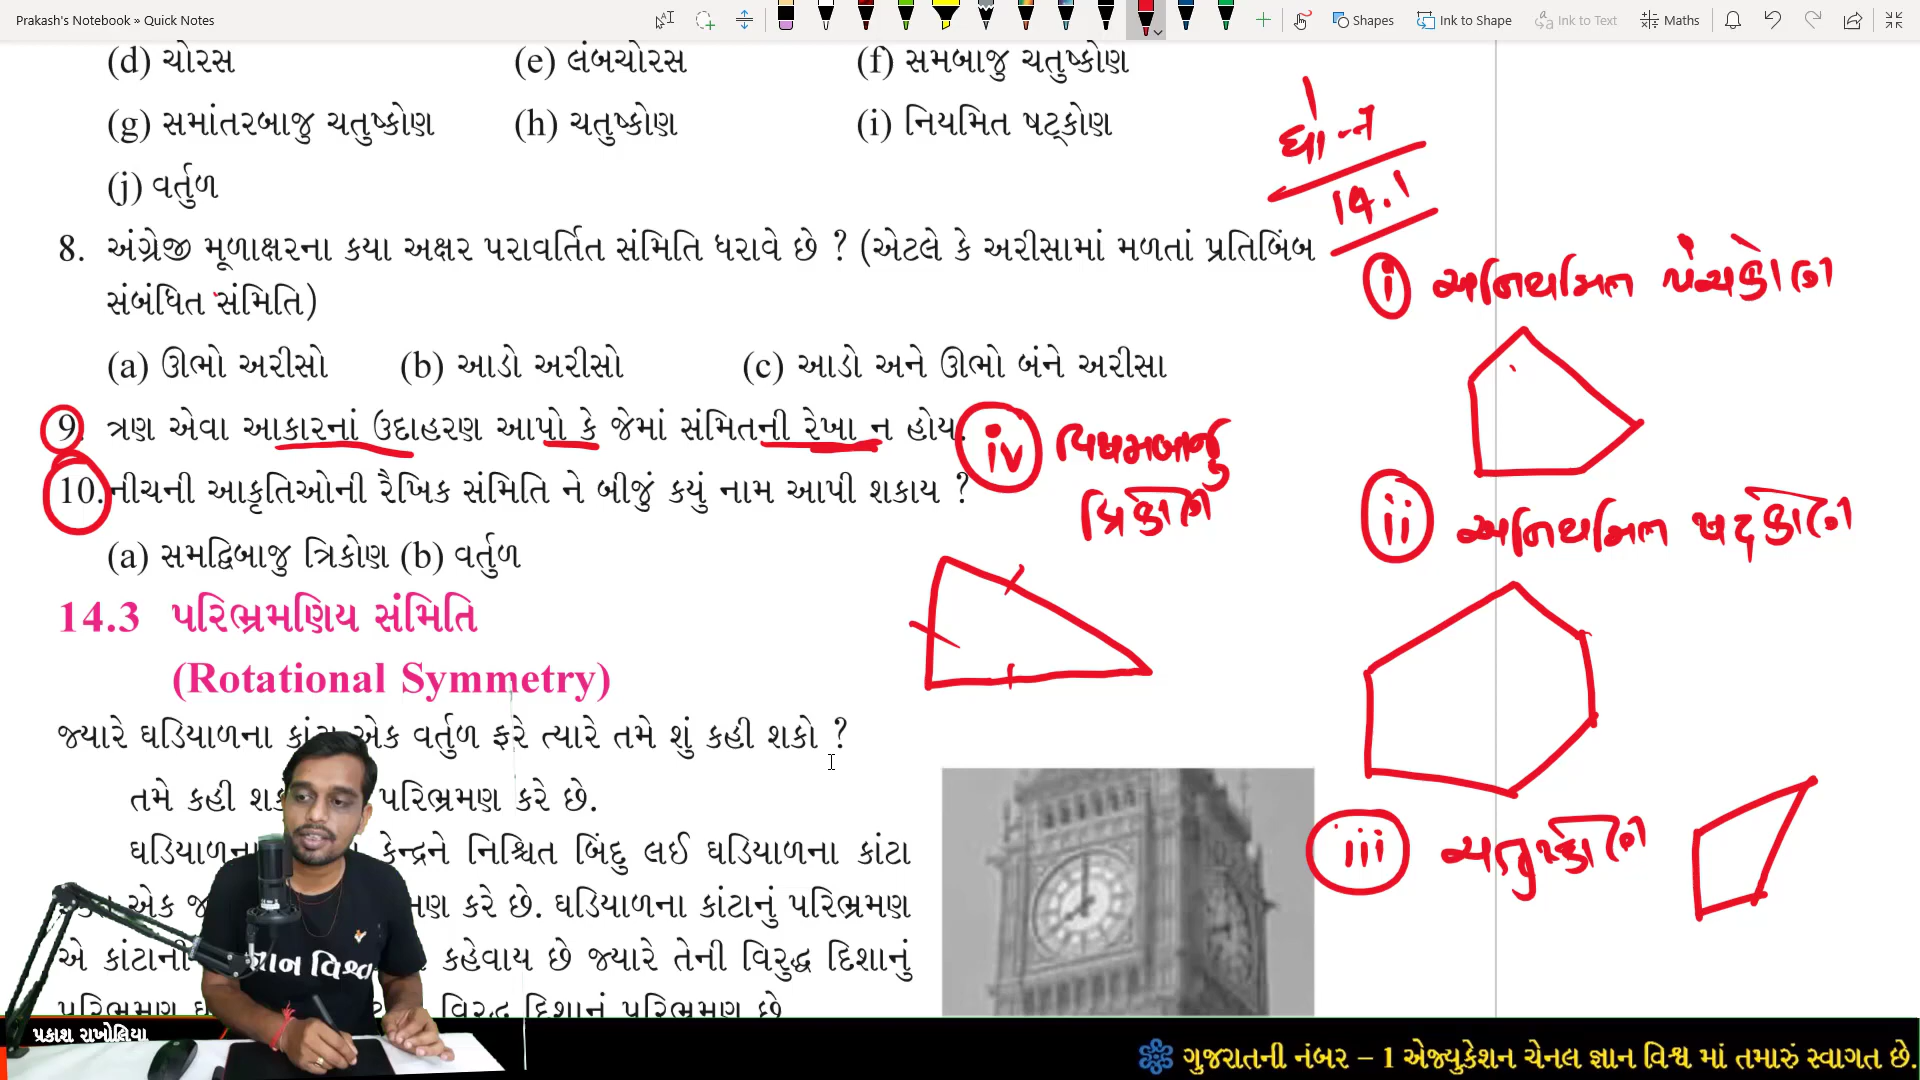 Prakash's Notebook » Quick Notes
Shapes
Ink to Shape
Ink to Text
Maths
(d) ચોરસ (e) લંબચોરસ (f) સમબાજુ ચતુષ્કોણ
(g) સમાંતરબાજુ ચતુષ્કોણ (h) ચતુષ્કોણ (i) નિયમિત ષટ્કોણ
(j) વર્તુળ
8. અંગ્રેજી મૂળાક્ષરના કયા અક્ષર પરાવર્તિત સંમિતિ ધરાવે છે ? (એટલે કે અરીસામાં મળતાં પ્રતિબિંબ
સંબંધિત સંમિતિ)
(a) ઊભો અરીસો (b) આડો અરીસો (c) આડો અને ઊભો બંને અરીસા
9. ત્રણ એવા આકારનાં ઉદાહરણ આપો કે જેમાં સંમિતની રેખા ન હોય.
10. નીચની આકૃતિઓની રૈખિક સંમિતિ ને બીજું કયું નામ આપી શકાય ?
(a) સમદ્વિબાજુ ત્રિકોણ (b) વર્તુળ
14.3 પરિભ્રમણિય સંમિતિ
(Rotational Symmetry)
જ્યારે ઘડિયાળના કાંટા એક વર્તુળ ફરે ત્યારે તમે શું કહી શકો ?
તમે કહી પરિભ્રમણ કરે છે.
કેન્દ્રને નિશ્ચિત બિંદુ લઈ ઘડિયાળના કાંટા
એક કરે છે. ઘડિયાળના કાંટાનું પરિભ્રમણ
એ કાંટાની કહેવાય છે જ્યારે તેની વિરુદ્ધ દિશાનું
પરિભ્રમણ વિરુદ્ધ દિશાનું પરિભ્રમણ છે
ધો-૧
14.1
i અનિયમિત પંચકોણ
ii અનિયમિત ષટ્કોણ
iii ચતુષ્કોણ
iv વિષમબાજુ
ત્રિકોણ
જ્ઞાન વિશ્વ
પ્રકાશ રાખોલિયા
ગુજરાતની નંબર – 1 એજ્યુકેશન ચેનલ જ્ઞાન વિશ્વ માં તમારું સ્વાગત છે.